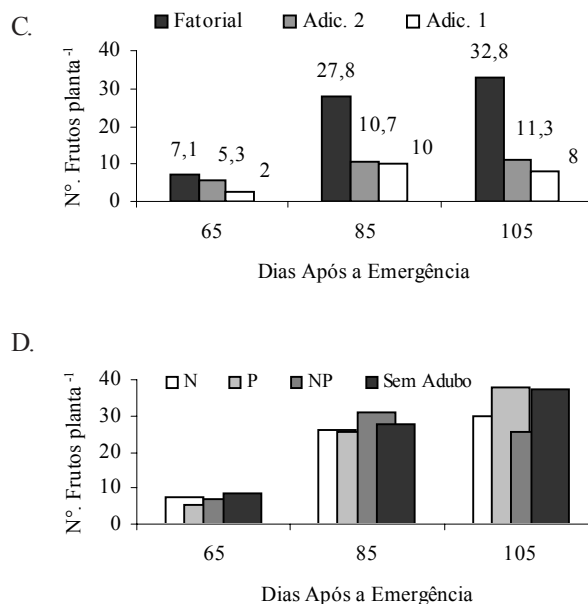 C.
Fatorial Adic. 2 Adic. 1
N°. Frutos planta -1
40
30
20
10
0
7,1 5,3 2
27,8 10,7 10
32,8 11,3 8
65 85 105
Dias Após a Emergência
D.
N P NP Sem Adubo
N°. Frutos planta -1
40
30
20
10
0
65 85 105
Dias Após a Emergência